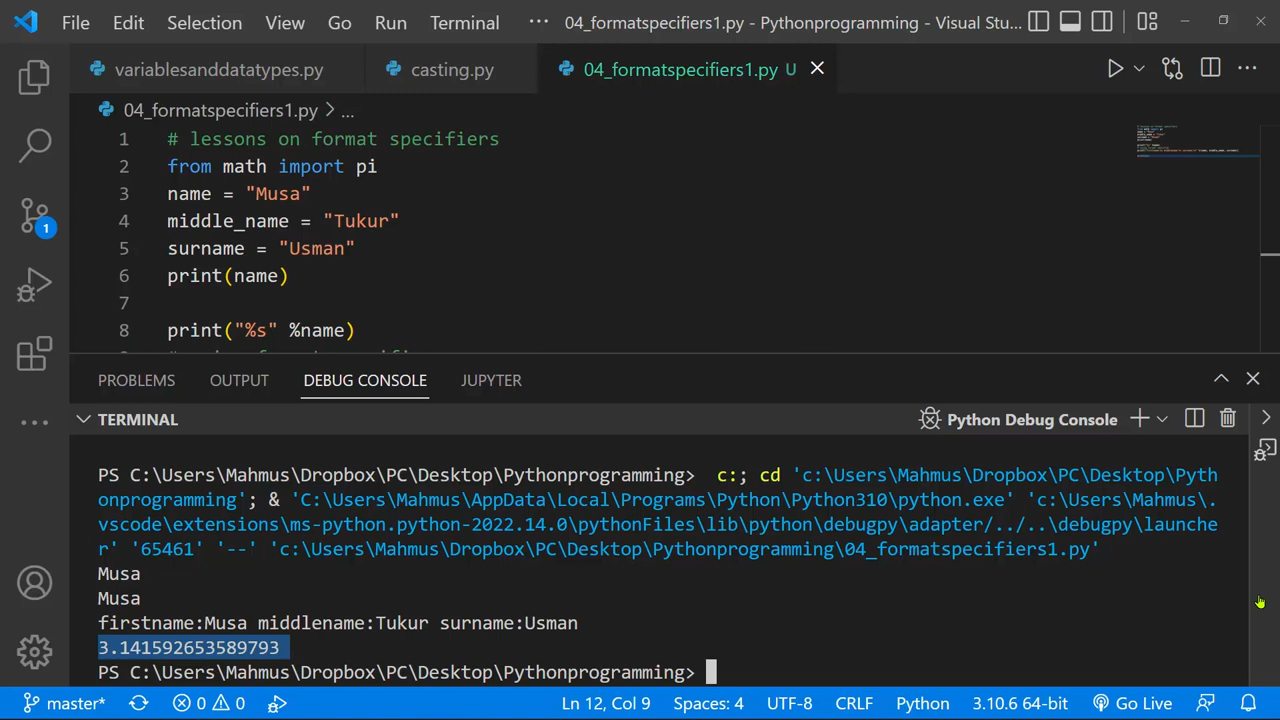 File Edit Selection View Go Run Terminal ··· 04_formatspecifiers1.py - Pythonprogramming - Visual Stu...
variablesanddatatypes.py casting.py 04_formatspecifiers1.py U
04_formatspecifiers1.py > ...
1 # lessons on format specifiers
2 from math import pi
3 name = "Musa"
4 middle_name = "Tukur"
5 surname = "Usman"
6 print(name)
7
8 print("%s" %name)
1
PROBLEMS OUTPUT DEBUG CONSOLE JUPYTER
TERMINAL Python Debug Console
PS C:\Users\Mahmus\Dropbox\PC\Desktop\Pythonprogramming>  c:; cd 'c:\Users\Mahmus\Dropbox\PC\Desktop\Pyth
onprogramming'; & 'C:\Users\Mahmus\AppData\Local\Programs\Python\Python310\python.exe' 'c:\Users\Mahmus\.
vscode\extensions\ms-python.python-2022.14.0\pythonFiles\lib\python\debugpy\adapter/../..\debugpy\launche
r' '65461' '--' 'c:\Users\Mahmus\Dropbox\PC\Desktop\Pythonprogramming\04_formatspecifiers1.py'
Musa
Musa
firstname:Musa middlename:Tukur surname:Usman
3.141592653589793
PS C:\Users\Mahmus\Dropbox\PC\Desktop\Pythonprogramming>
master* 0 0 Ln 12, Col 9 Spaces: 4 UTF-8 CRLF Python 3.10.6 64-bit Go Live